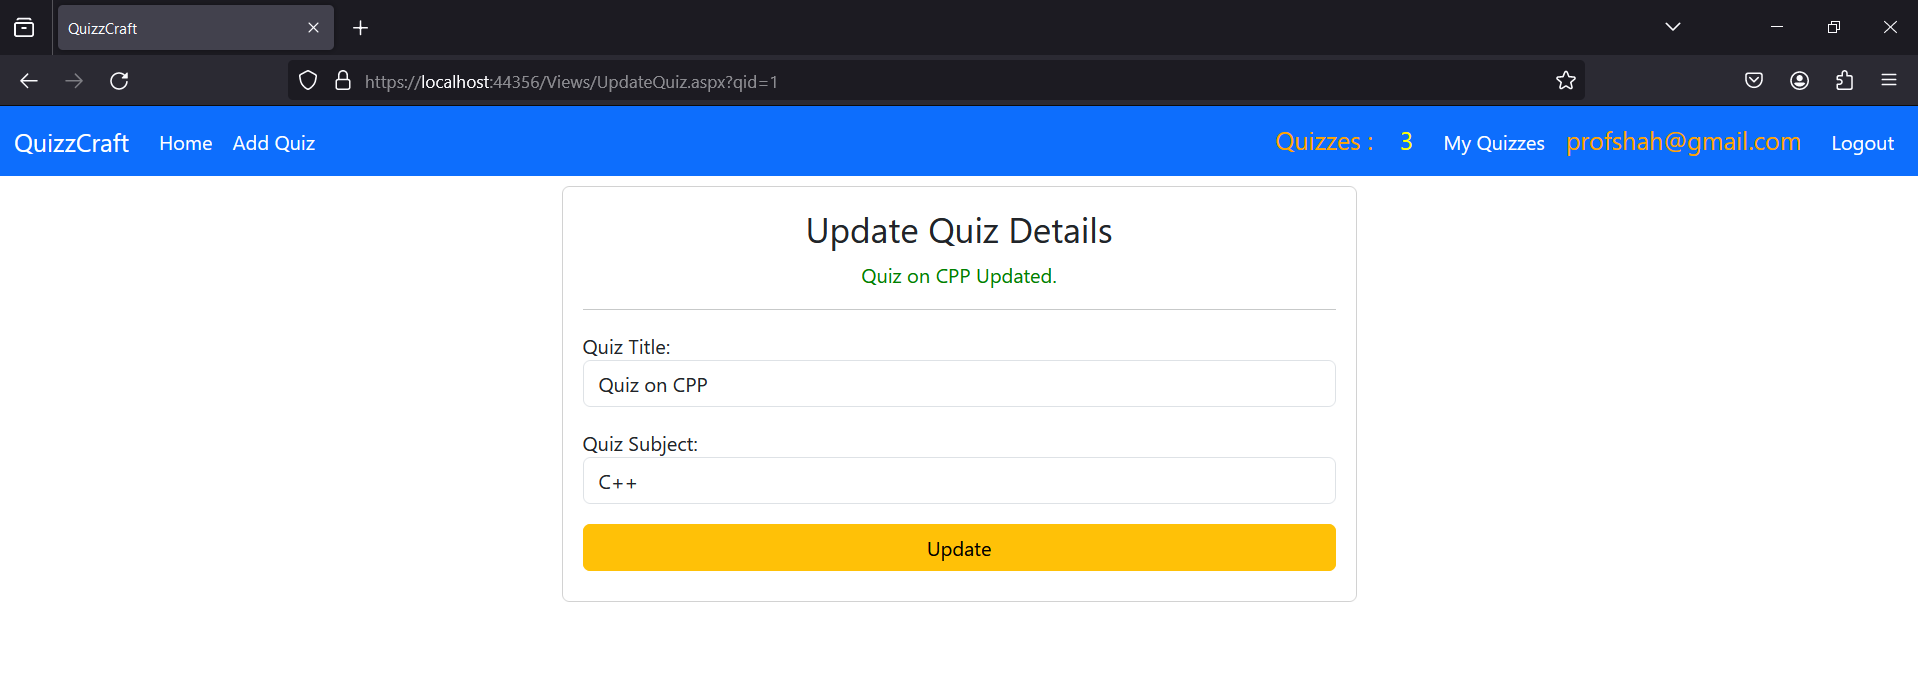 QuizzCraft
https://localhost:44356/Views/UpdateQuiz.aspx?qid=1
QuizzCraft Home Add Quiz Quizzes : 3 My Quizzes profshah@gmail.com Logout
Update Quiz Details
Quiz on CPP Updated.
Quiz Title:
Quiz on CPP
Quiz Subject:
C++
Update